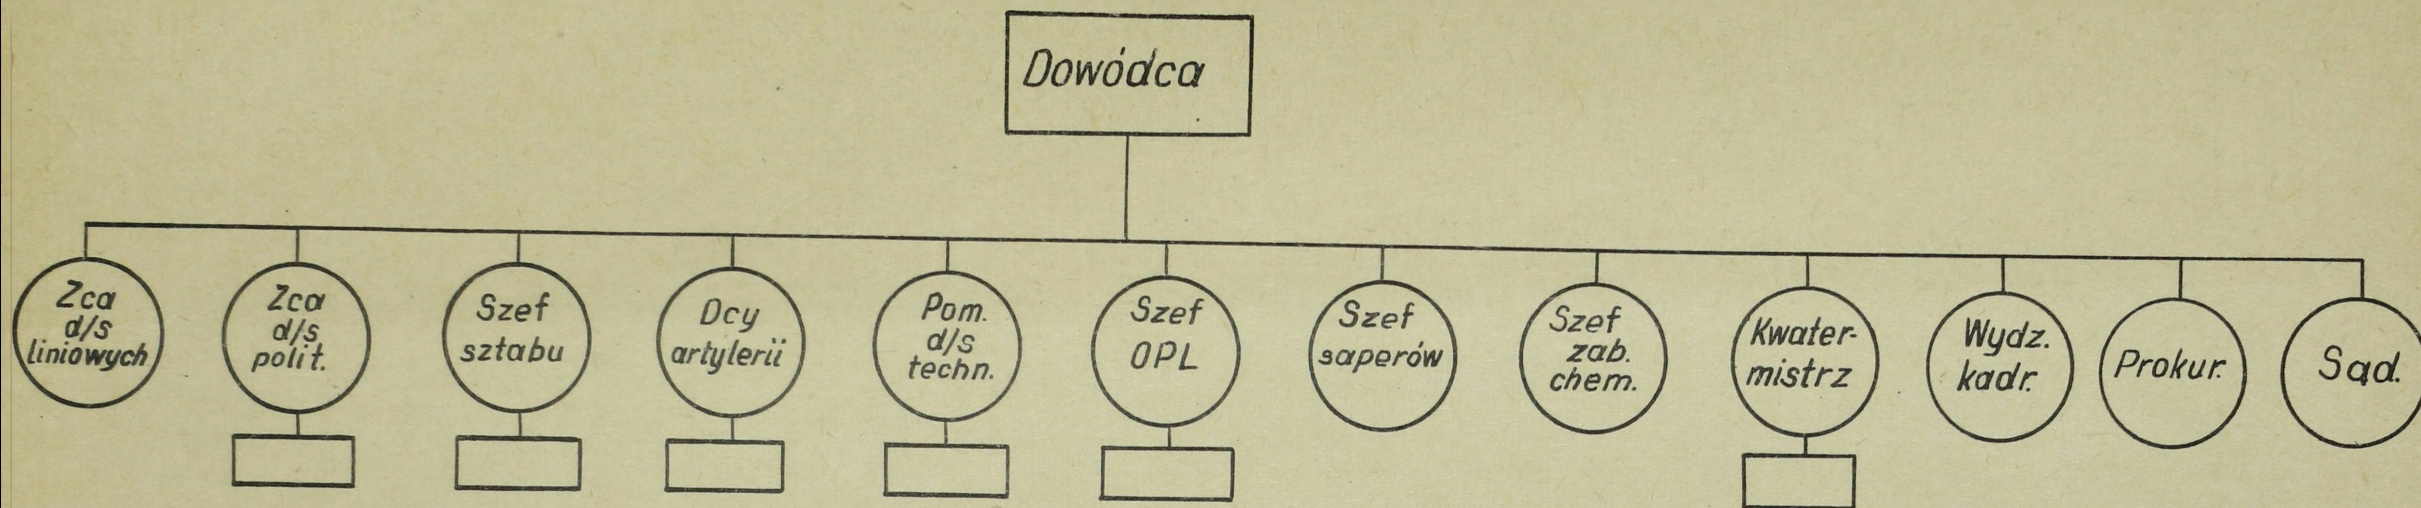 Dowódca
Zca
d/s
liniowych
Zca
d/s
polit.
Szef
sztabu
Dcy
artylerii
Pom.
d/s
techn.
Szef
OPL
Szef
saperów
Szef
zab.
chem.
Kwater-
mistrz
Wydz.
kadr.
Prokur.
Sąd.